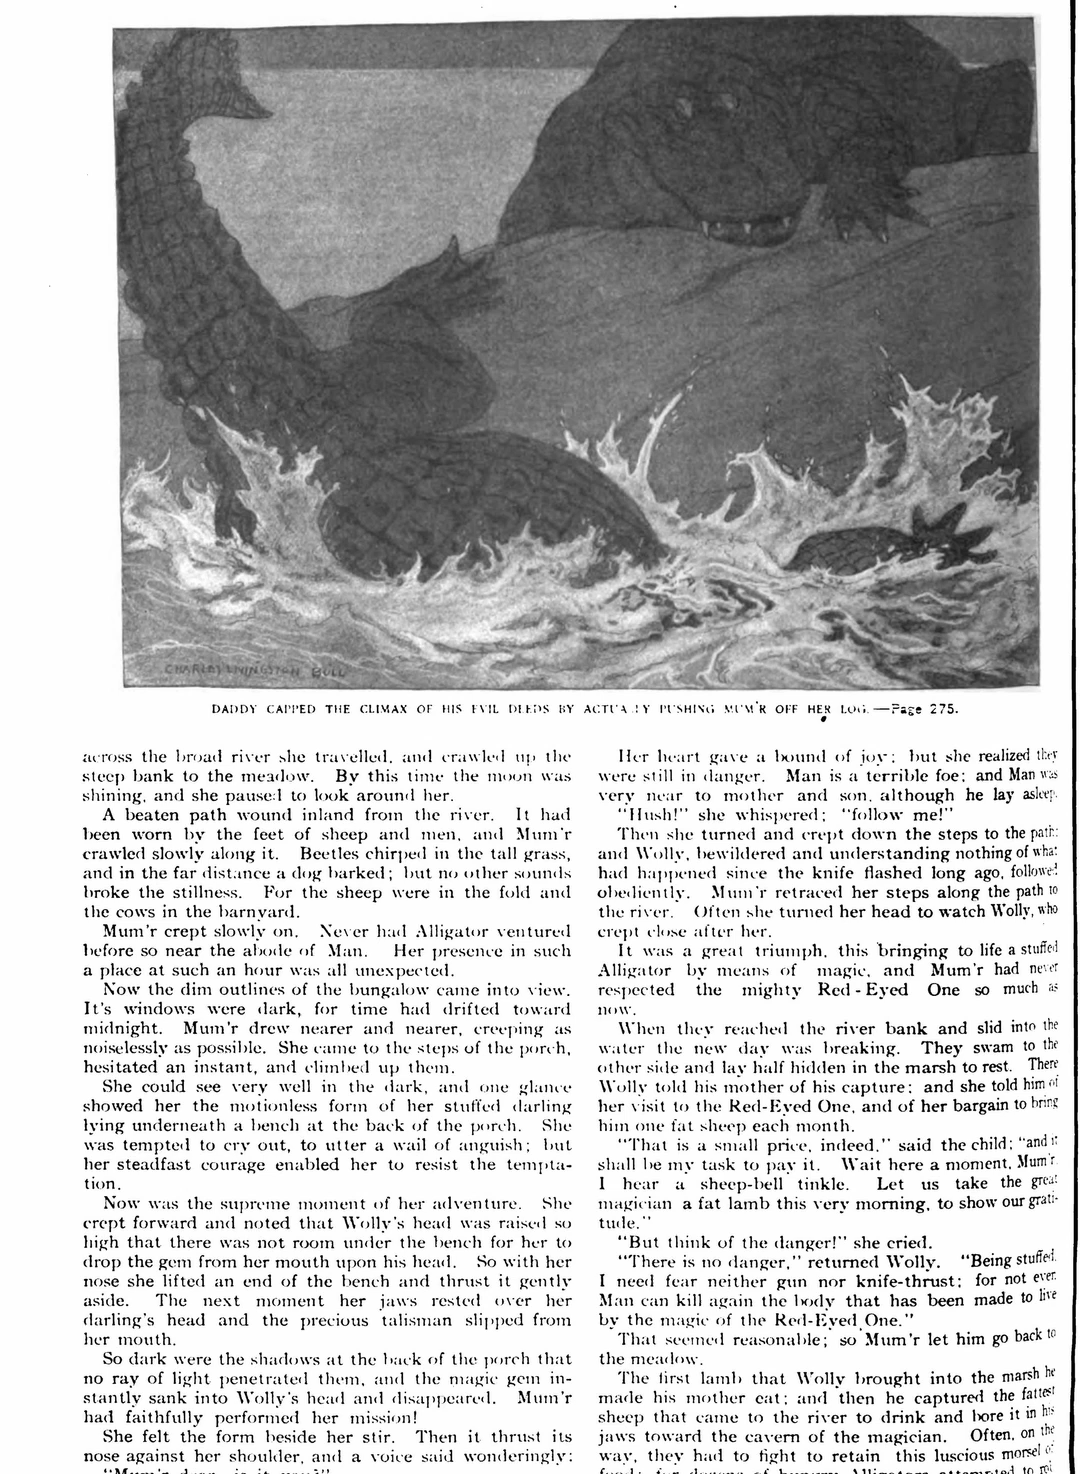 CHARLES LIVINGSTON BULL
DADDY CAPPED THE CLIMAX OF HIS EVIL DEEDS BY ACTUALLY PUSHING MUM'R OFF HER LOG.—Page 275.
across the broad river she travelled, and crawled up the
steep bank to the meadow. By this time the moon was
shining, and she paused to look around her.
A beaten path wound inland from the river. It had
been worn by the feet of sheep and men, and Mum'r
crawled slowly along it. Beetles chirped in the tall grass,
and in the far distance a dog barked; but no other sounds
broke the stillness. For the sheep were in the fold and
the cows in the barnyard.
Mum'r crept slowly on. Never had Alligator ventured
before so near the abode of Man. Her presence in such
a place at such an hour was all unexpected.
Now the dim outlines of the bungalow came into view.
It's windows were dark, for time had drifted toward
midnight. Mum'r drew nearer and nearer, creeping as
noiselessly as possible. She came to the steps of the porch,
hesitated an instant, and climbed up them.
She could see very well in the dark, and one glance
showed her the motionless form of her stuffed darling
lying underneath a bench at the back of the porch. She
was tempted to cry out, to utter a wail of anguish; but
her steadfast courage enabled her to resist the tempta-
tion.
Now was the supreme moment of her adventure. She
crept forward and noted that Wolly's head was raised so
high that there was not room under the bench for her to
drop the gem from her mouth upon his head. So with her
nose she lifted an end of the bench and thrust it gently
aside. The next moment her jaws rested over her
darling's head and the precious talisman slipped from
her mouth.
So dark were the shadows at the back of the porch that
no ray of light penetrated them, and the magic gem in-
stantly sank into Wolly's head and disappeared. Mum'r
had faithfully performed her mission!
She felt the form beside her stir. Then it thrust its
nose against her shoulder, and a voice said wonderingly:
"Mum'r dear, is it you?"
Her heart gave a bound of joy; but she realized they
were still in danger. Man is a terrible foe; and Man was
very near to mother and son, although he lay asleep.
"Hush!" she whispered; "follow me!"
Then she turned and crept down the steps to the path:
and Wolly, bewildered and understanding nothing of what
had happened since the knife flashed long ago, followed
obediently. Mum'r retraced her steps along the path to
the river. Often she turned her head to watch Wolly, who
crept close after her.
It was a great triumph, this bringing to life a stuffed
Alligator by means of magic, and Mum'r had never
respected the mighty Red-Eyed One so much as
now.
When they reached the river bank and slid into the
water the new day was breaking. They swam to the
other side and lay half hidden in the marsh to rest. There
Wolly told his mother of his capture; and she told him of
her visit to the Red-Eyed One, and of her bargain to bring
him one fat sheep each month.
"That is a small price, indeed," said the child; "and it
shall be my task to pay it. Wait here a moment, Mum'r.
I hear a sheep-bell tinkle. Let us take the great
magician a fat lamb this very morning, to show our grati-
tude."
"But think of the danger!" she cried.
"There is no danger," returned Wolly. "Being stuffed,
I need fear neither gun nor knife-thrust; for not ever
Man can kill again the body that has been made to live
by the magic of the Red-Eyed One."
That seemed reasonable; so Mum'r let him go back to
the meadow.
The first lamb that Wolly brought into the marsh he
made his mother eat; and then he captured the fattest
sheep that came to the river to drink and bore it in his
jaws toward the cavern of the magician. Often, on the
way, they had to fight to retain this luscious morsel of
food; for dozens of hungry Alligators attempted to